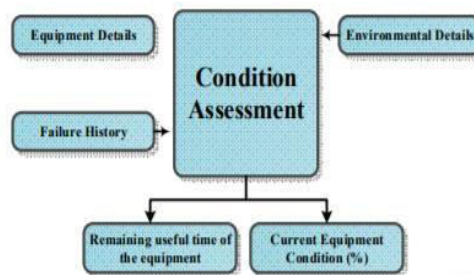 Equipment Details
Environmental Details
Condition
Assessment
Failure History
Remaining useful time of
the equipment
Current Equipment
Condition (%)